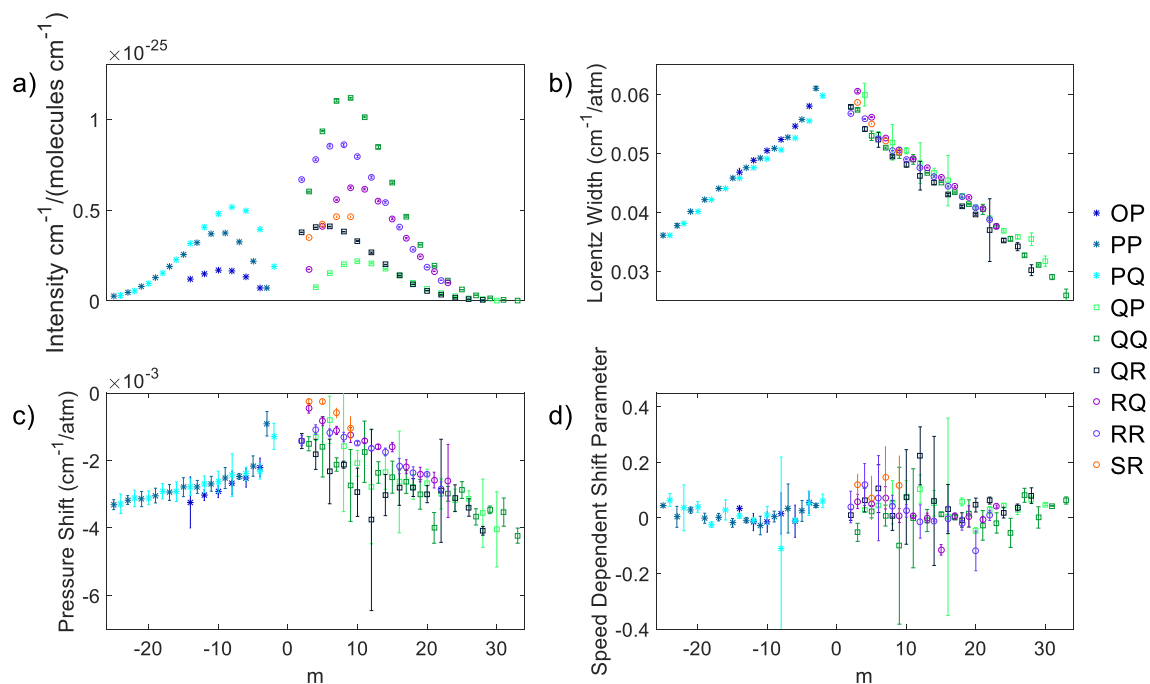 a)
×10⁻²⁵
Intensity cm⁻¹/(molecules cm⁻¹)
1
0.5
0
b)
Lorentz Width (cm⁻¹/atm)
0.06
0.05
0.04
0.03
c)
×10⁻³
Pressure Shift (cm⁻¹/atm)
0
-2
-4
-6
-20
-10
0
10
20
30
m
d)
Speed Dependent Shift Parameter
0.4
0.2
0
-0.2
-0.4
-20
-10
0
10
20
30
m
OP
PP
PQ
QP
QQ
QR
RQ
RR
SR